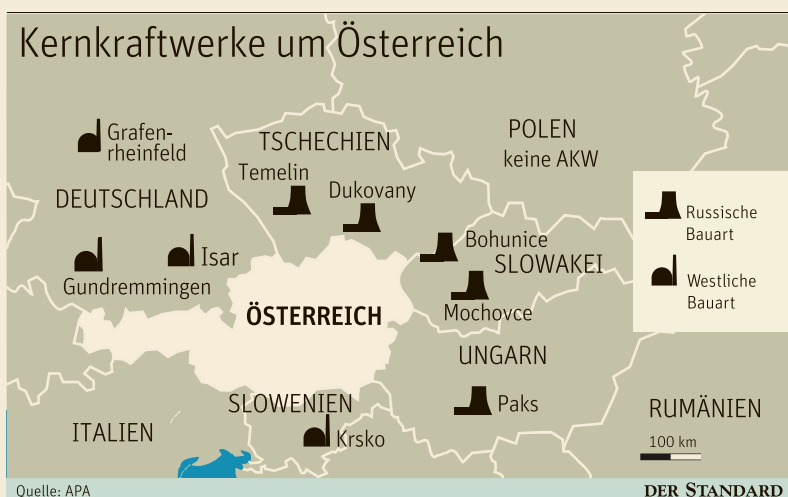 Kernkraftwerke um Österreich
Grafen-
rheinfeld
TSCHECHIEN
POLEN
keine AKW
Temelin
Dukovany
DEUTSCHLAND
Russische
Bauart
Bohunice
SLOWAKEI
Isar
Gundremmingen
Westliche
Bauart
Mochovce
ÖSTERREICH
UNGARN
SLOWENIEN
Paks
RUMÄNIEN
ITALIEN
Krsko
100 km
Quelle: APA
DER STANDARD